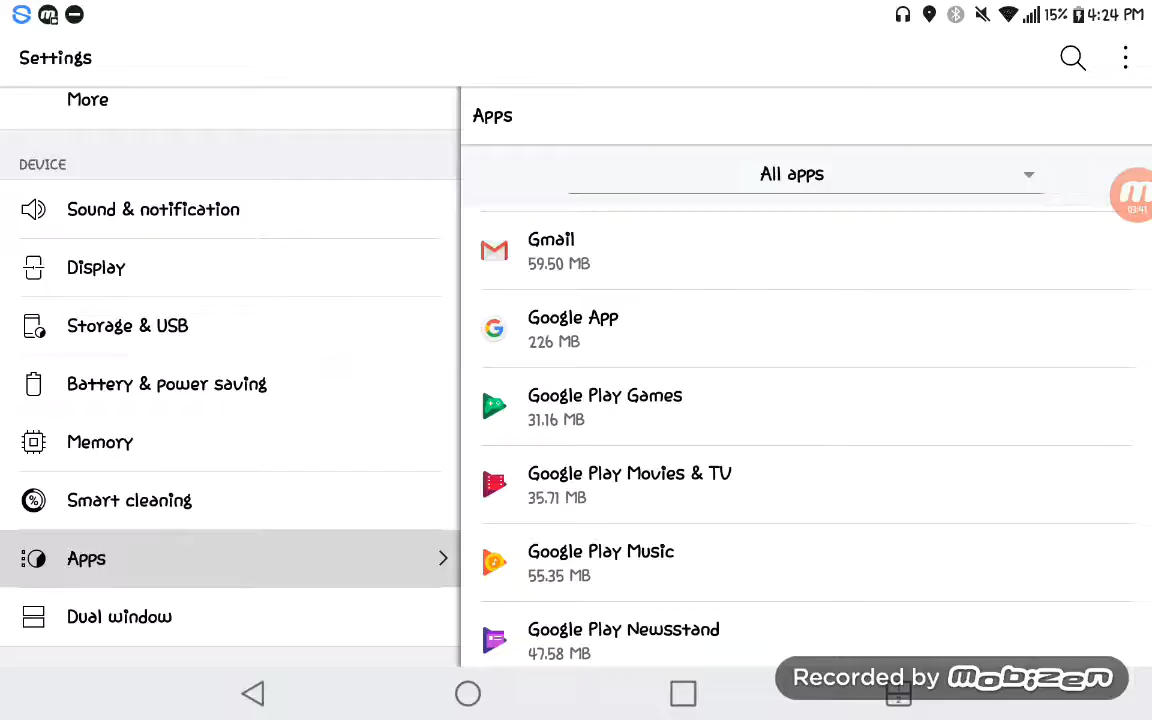 15% 4:24 PM
Settings
More
DEVICE
Sound & notification
Display
Storage & USB
Battery & power saving
Memory
Smart cleaning
Apps
Dual window
Apps
All apps
03:41
Gmail
59.50 MB
Google App
226 MB
Google Play Games
31.16 MB
Google Play Movies & TV
35.71 MB
Google Play Music
55.35 MB
Google Play Newsstand
47.58 MB
Recorded by mobizen